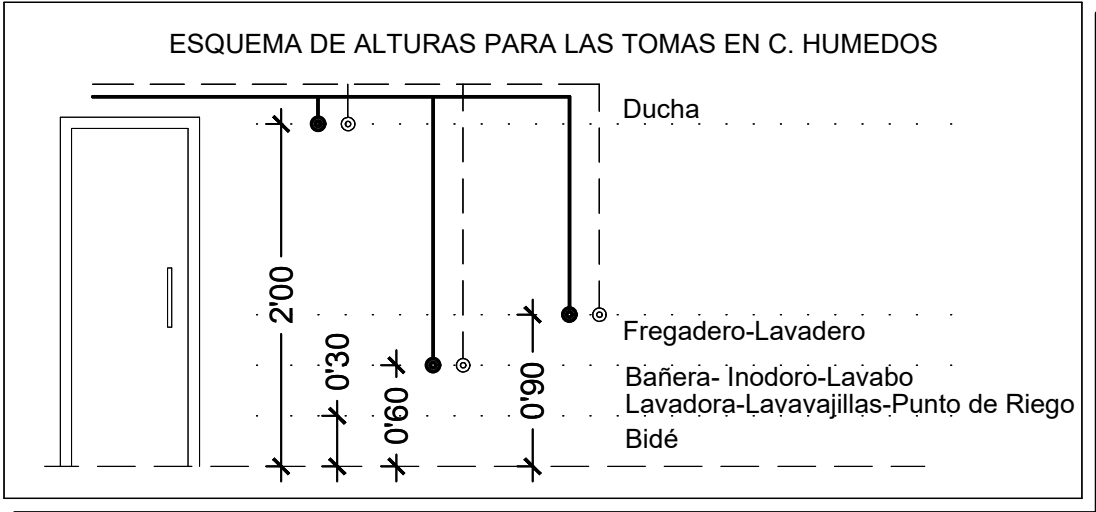 ESQUEMA DE ALTURAS PARA LAS TOMAS EN C. HUMEDOS
Ducha
2'00
0'30
0'60
0'90
Fregadero-Lavadero
Bañera- Inodoro-Lavabo
Lavadora-Lavavajillas-Punto de Riego
Bidé